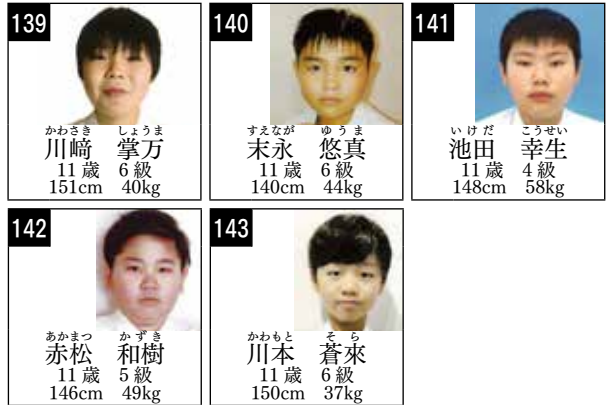 139
かわさき しょうま
川﨑 掌万
11歳 6級
151cm 40kg
140
すえなが ゆうま
末永 悠真
11歳 6級
140cm 44kg
141
いけだ こうせい
池田 幸生
11歳 4級
148cm 58kg
142
あかまつ かずき
赤松 和樹
11歳 5級
146cm 49kg
143
かわもと そら
川本 蒼來
11歳 6級
150cm 37kg